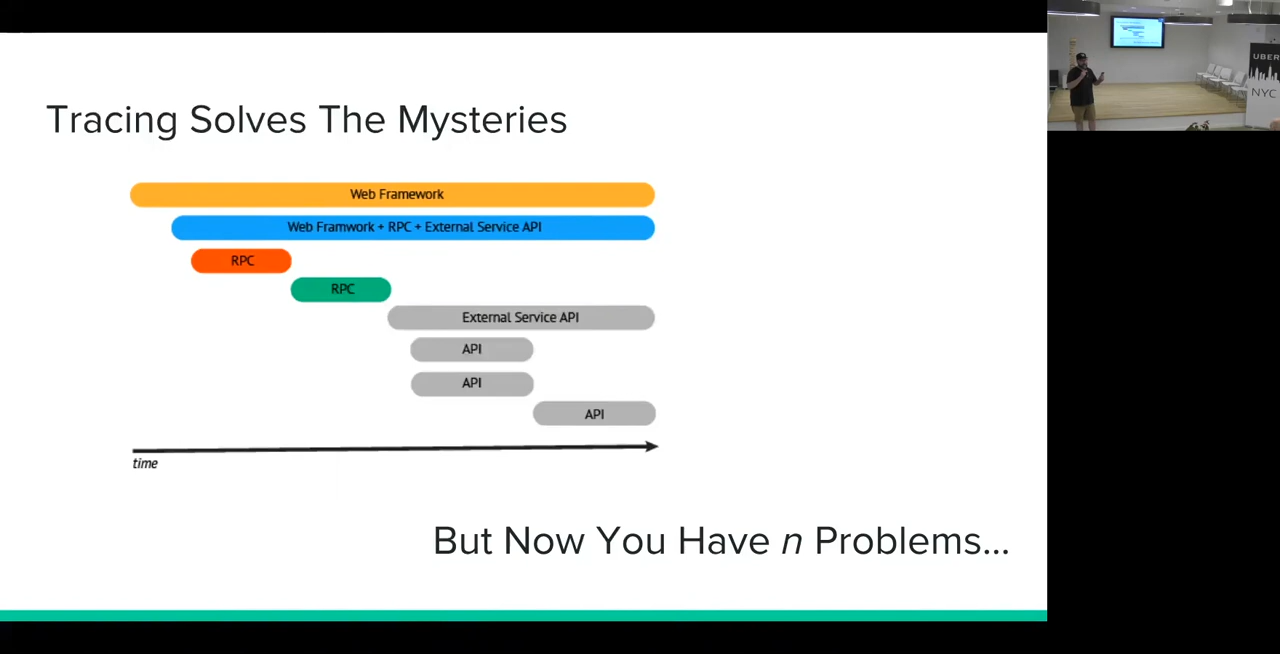 Tracing Solves The Mysteries
Web Framework
Web Framwork + RPC + External Service API
RPC
RPC
External Service API
API
API
API
time
But Now You Have n Problems...
UBER
NYC